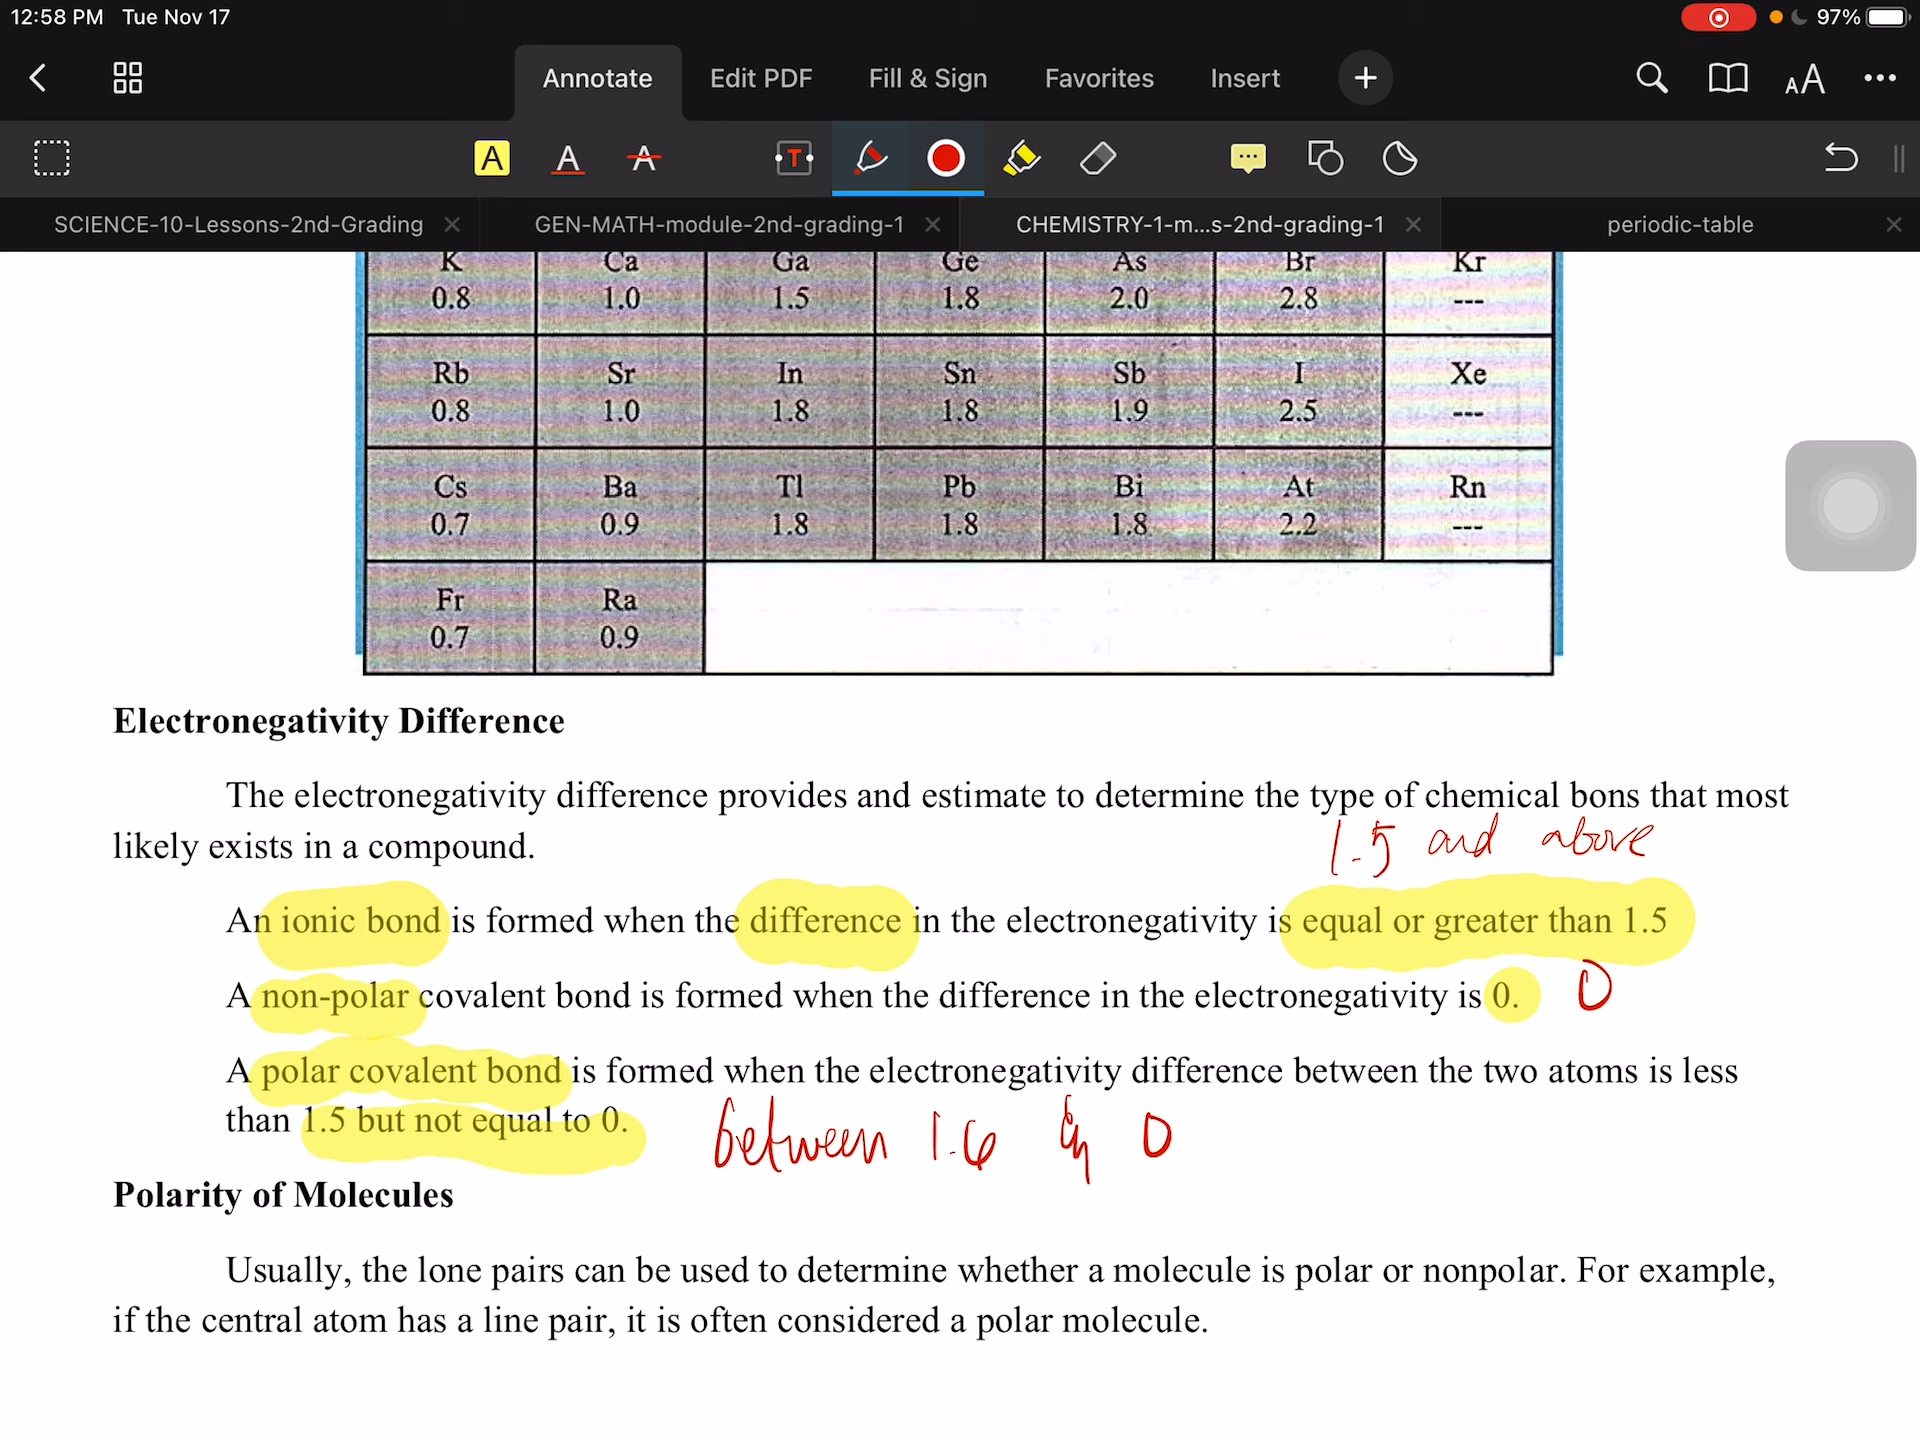 12:58 PM Tue Nov 17
97%
Annotate Edit PDF Fill & Sign Favorites Insert
AA
A A A T
SCIENCE-10-Lessons-2nd-Grading GEN-MATH-module-2nd-grading-1 CHEMISTRY-1-m...s-2nd-grading-1 periodic-table
K Ca Ga Ge As Br Kr
0.8 1.0 1.5 1.8 2.0 2.8 ---
Rb Sr In Sn Sb I Xe
0.8 1.0 1.8 1.8 1.9 2.5 ---
Cs Ba Tl Pb Bi At Rn
0.7 0.9 1.8 1.8 1.8 2.2 ---
Fr Ra
0.7 0.9
Electronegativity Difference
The electronegativity difference provides and estimate to determine the type of chemical bons that most
likely exists in a compound.
1.5 and above
An ionic bond is formed when the difference in the electronegativity is equal or greater than 1.5
A non-polar covalent bond is formed when the difference in the electronegativity is 0. 0
A polar covalent bond is formed when the electronegativity difference between the two atoms is less
than 1.5 but not equal to 0.
between 1.6 & 0
Polarity of Molecules
Usually, the lone pairs can be used to determine whether a molecule is polar or nonpolar. For example,
if the central atom has a line pair, it is often considered a polar molecule.